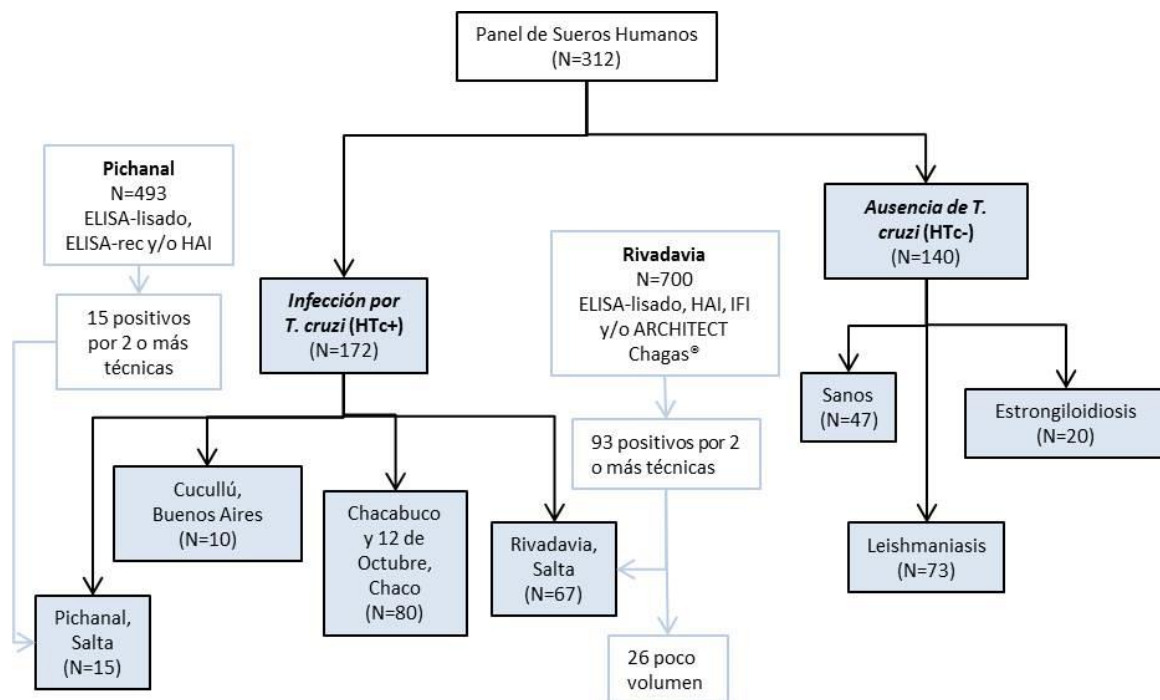 Panel de Sueros Humanos
(N=312)
Pichanal
N=493
ELISA-lisado,
ELISA-rec y/o HAI
15 positivos
por 2 o más
técnicas
Infección por
T. cruzi (HTc+)
(N=172)
Rivadavia
N=700
ELISA-lisado, HAI, IFI
y/o ARCHITECT
Chagas®
93 positivos por 2
o más técnicas
Ausencia de T.
cruzi (HTc-)
(N=140)
Sanos
(N=47)
Estrongiloidiosis
(N=20)
Leishmaniasis
(N=73)
Pichanal,
Salta
(N=15)
Cucullú,
Buenos Aires
(N=10)
Chacabuco
y 12 de
Octubre,
Chaco
(N=80)
Rivadavia,
Salta
(N=67)
26 poco
volumen